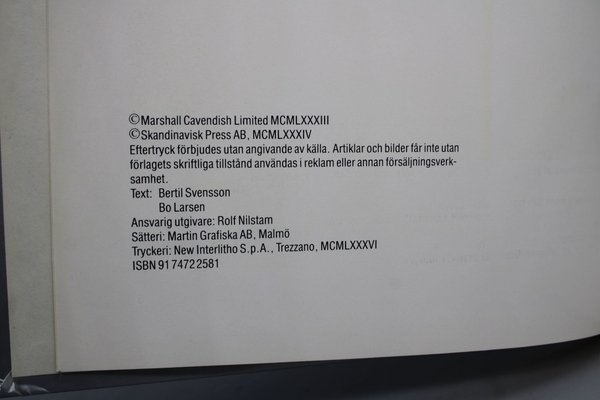 ©Marshall Cavendish Limited MCMLXXXIII
©Skandinavisk Press AB, MCMLXXXIV
Eftertryck förbjudes utan angivande av källa. Artiklar och bilder får inte utan
förlagets skriftliga tillstånd användas i reklam eller annan försäljningsverk-
samhet.
Text: Bertil Svensson
Bo Larsen
Ansvarig utgivare: Rolf Nilstam
Sätteri: Martin Grafiska AB, Malmö
Tryckeri: New Interlitho S.p.A., Trezzano, MCMLXXXVI
ISBN 91 7472 258 1